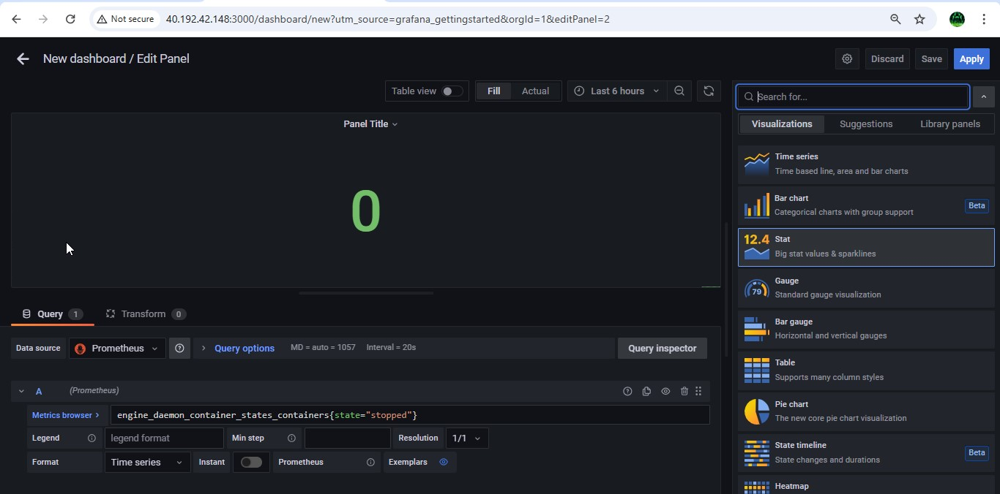 Not secure 40.192.42.148:3000/dashboard/new?utm_source=grafana_gettingstarted&orgId=1&editPanel=2
New dashboard / Edit Panel
Discard Save Apply
Table view Fill Actual Last 6 hours
Search for...
Panel Title
Visualizations Suggestions Library panels
0
Time series
Time based line, area and bar charts
Bar chart
Categorical charts with group support
Beta
12.4 Stat
Big stat values & sparklines
79 Gauge
Standard gauge visualization
Bar gauge
Horizontal and vertical gauges
Table
Supports many column styles
Pie chart
The new core pie chart visualization
State timeline
State changes and durations
Beta
Heatmap
Query 1 Transform 0
Data source Prometheus Query options MD = auto = 1057 Interval = 20s Query inspector
A (Prometheus)
Metrics browser > engine_daemon_container_states_containers{state="stopped"}
Legend legend format Min step Resolution 1/1
Format Time series Instant Prometheus Exemplars